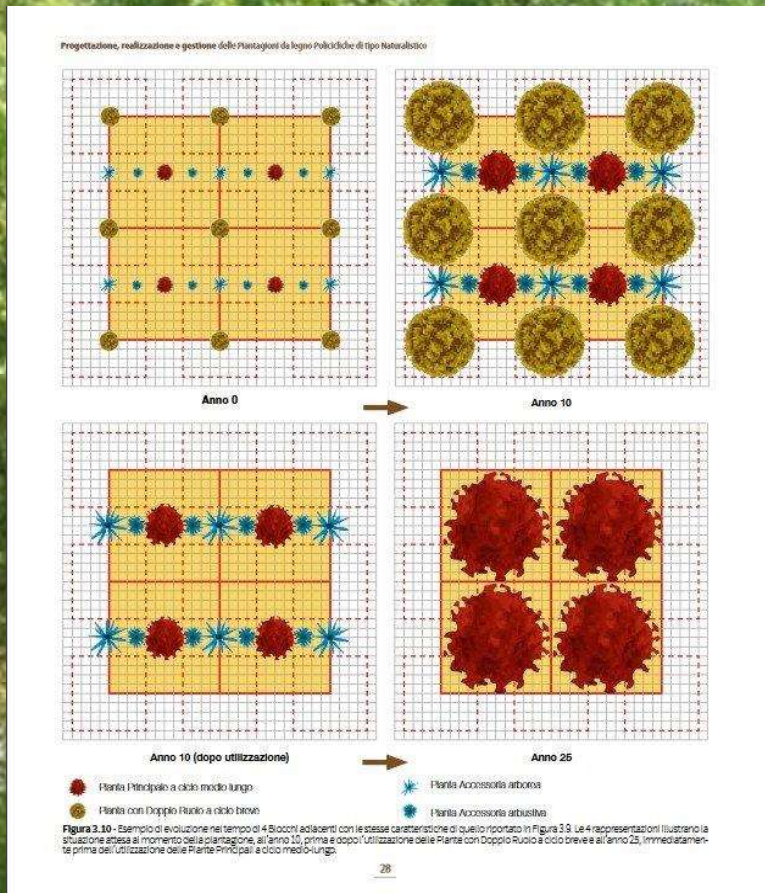 Progettazione, realizzazione e gestione delle Piantagioni da legno Policicliche di tipo Naturalistico
Anno 0
Anno 10
Anno 10 (dopo utilizzazione)
Anno 25
Pianta Principale a ciclo medio lungo
Pianta Accessoria arborea
Pianta con Doppio Ruolo a ciclo breve
Pianta Accessoria arbustiva
Figura 3.10 - Esempio di evoluzione nel tempo di 4 Blocchi adiacenti con le stesse caratteristiche di quello riportato in Figura 3.9. Le 4 rappresentazioni illustrano la
situazione attesa al momento della piantagione, all'anno 10, prima e dopo l'utilizzazione delle Piante con Doppio Ruolo a ciclo breve e all'anno 25, immediatamen-
te prima dell'utilizzazione delle Piante Principali a ciclo medio-lungo.
28